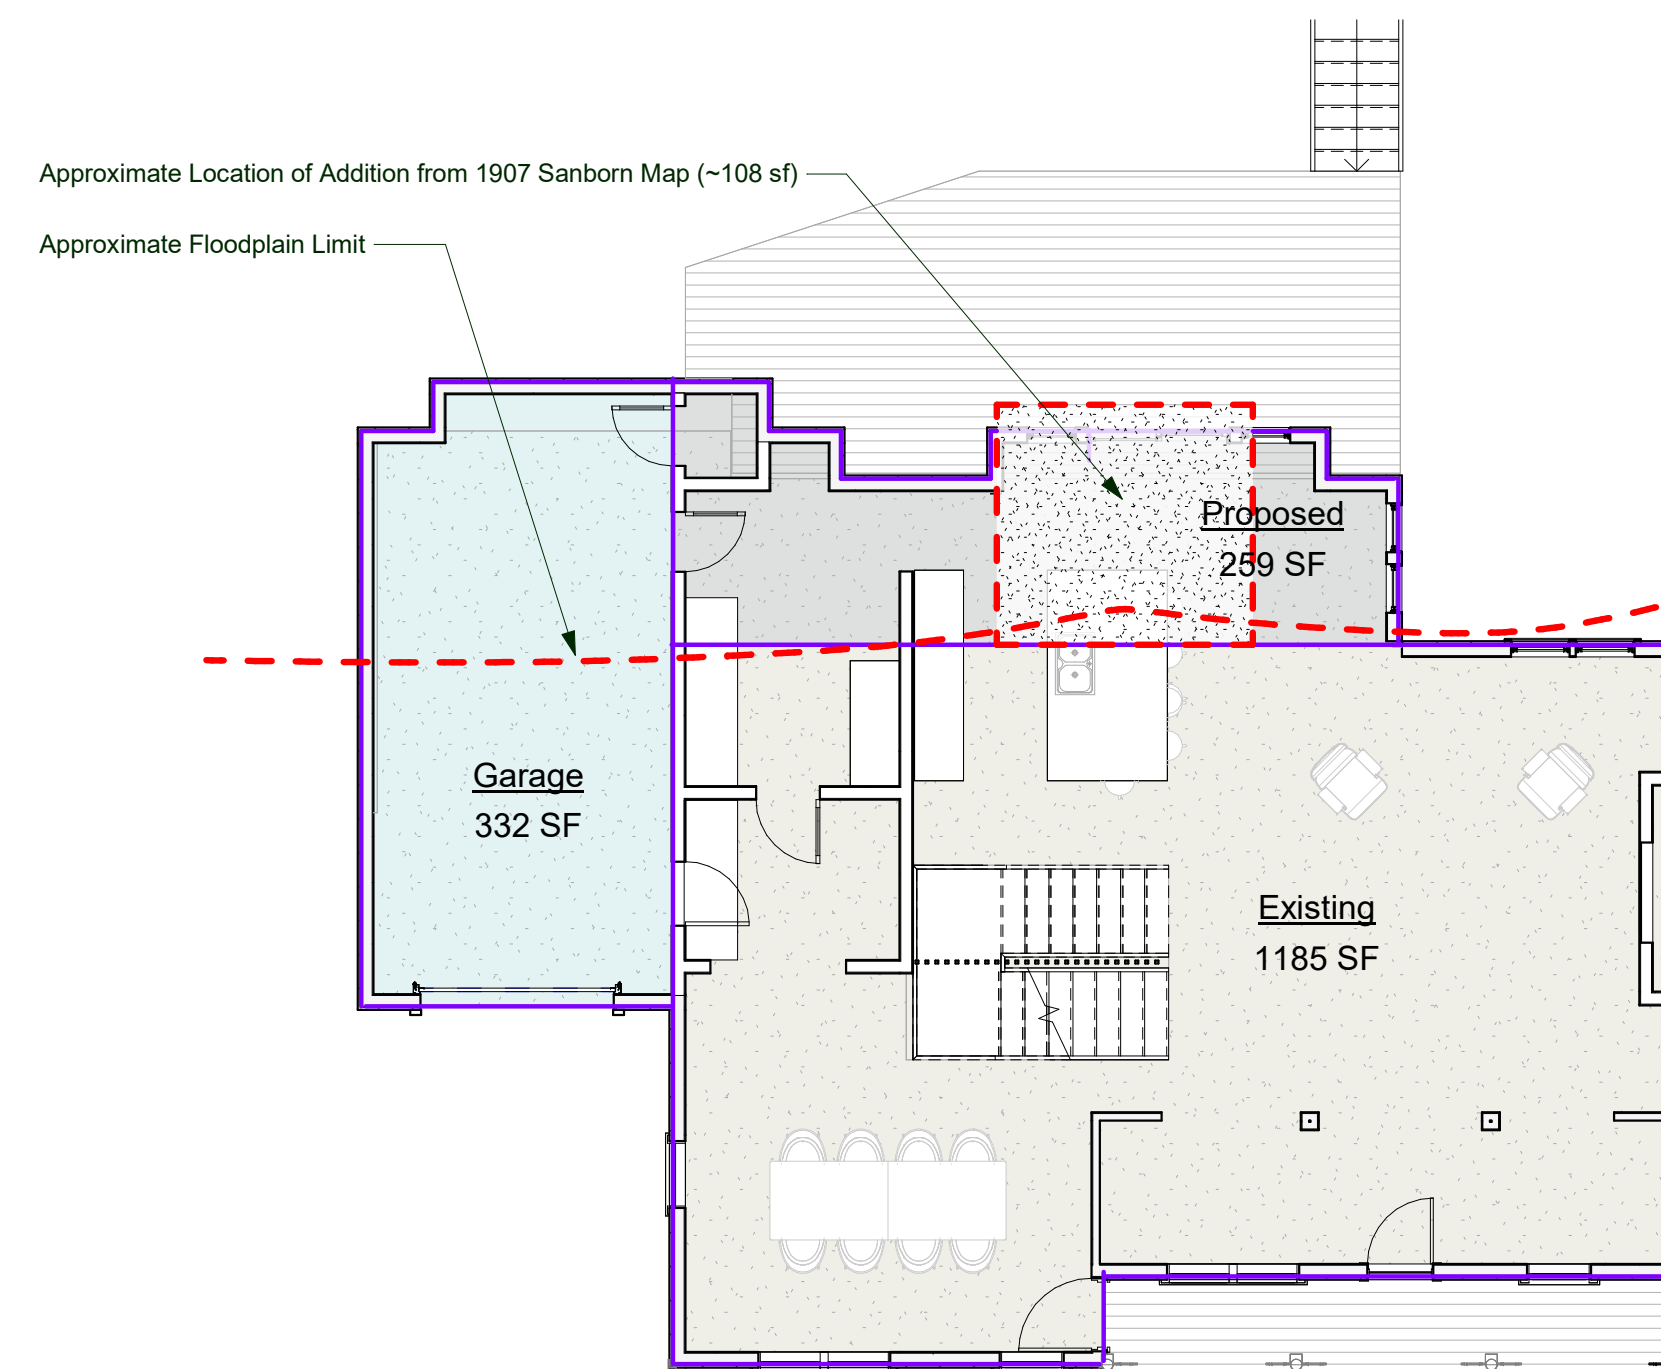 Approximate Location of Addition from 1907 Sanborn Map (~108 sf)
Approximate Floodplain Limit
Proposed
259 SF
Garage
332 SF
Existing
1185 SF